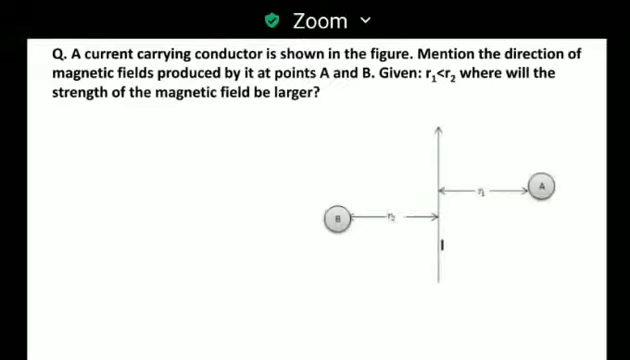 Zoom
Q. A current carrying conductor is shown in the figure. Mention the direction of
magnetic fields produced by it at points A and B. Given: r₁<r₂ where will the
strength of the magnetic field be larger?
r₁
A
B
r₂
I